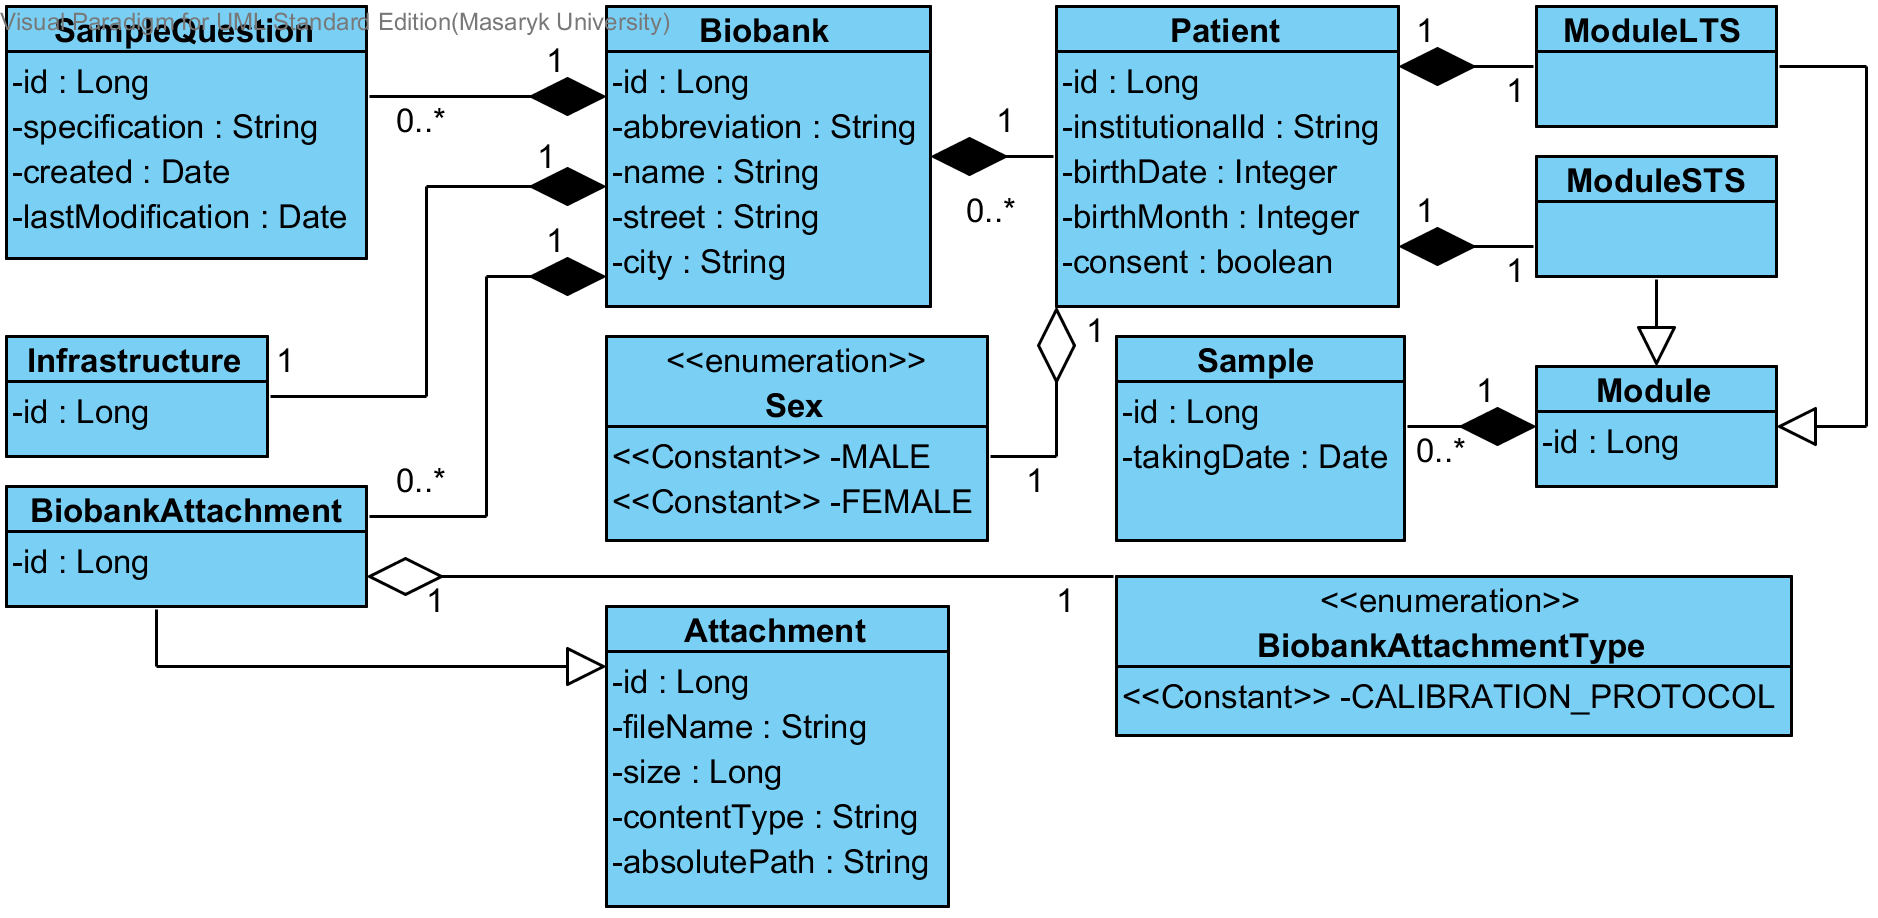 Visual Paradigm for UML Standard Edition(Masaryk University)
SampleQuestion
-id : Long
-specification : String
-created : Date
-lastModification : Date
1
0..*
1
1
Biobank
-id : Long
-abbreviation : String
-name : String
-street : String
-city : String
1
0..*
Patient
-id : Long
-institutionalId : String
-birthDate : Integer
-birthMonth : Integer
-consent : boolean
1
1
ModuleLTS
1
1
ModuleSTS
Infrastructure
-id : Long
1
0..*
<<enumeration>>
Sex
<<Constant>> -MALE
<<Constant>> -FEMALE
1
1
Sample
-id : Long
-takingDate : Date
1
0..*
Module
-id : Long
BiobankAttachment
-id : Long
1
1
<<enumeration>>
BiobankAttachmentType
<<Constant>> -CALIBRATION_PROTOCOL
Attachment
-id : Long
-fileName : String
-size : Long
-contentType : String
-absolutePath : String